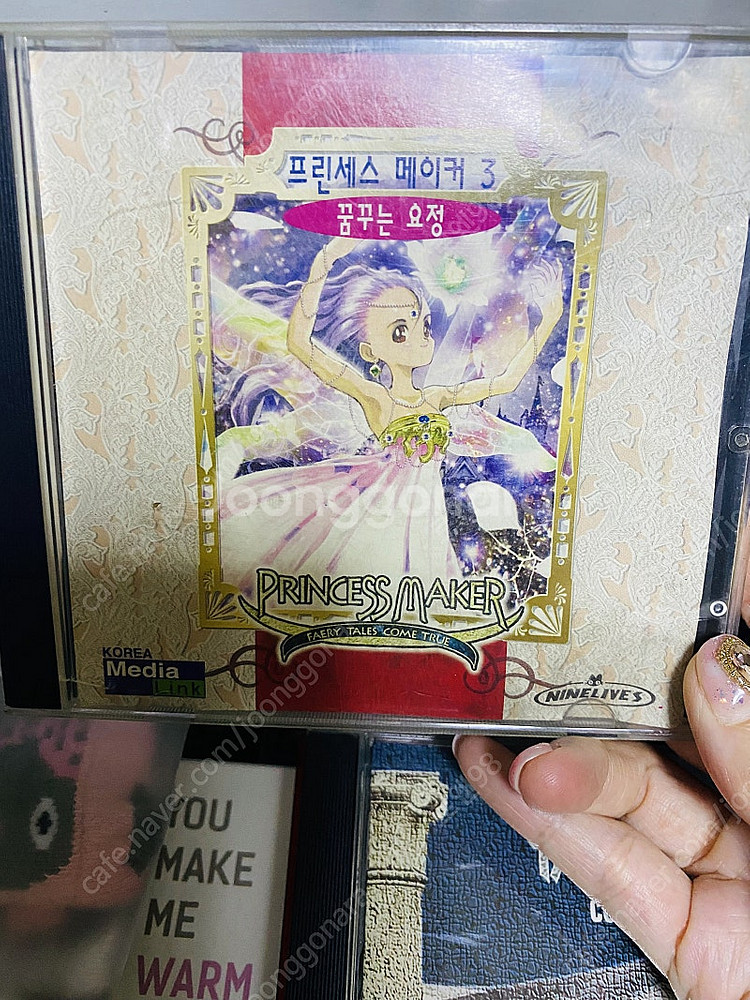 프린세스 메이커 3
꿈꾸는 요정
joonggonara
PRINCESS MAKER
FAERY TALES COME TRUE
KOREA
Media
Link
NINELIVES
YOU
MAKE
ME
WARM